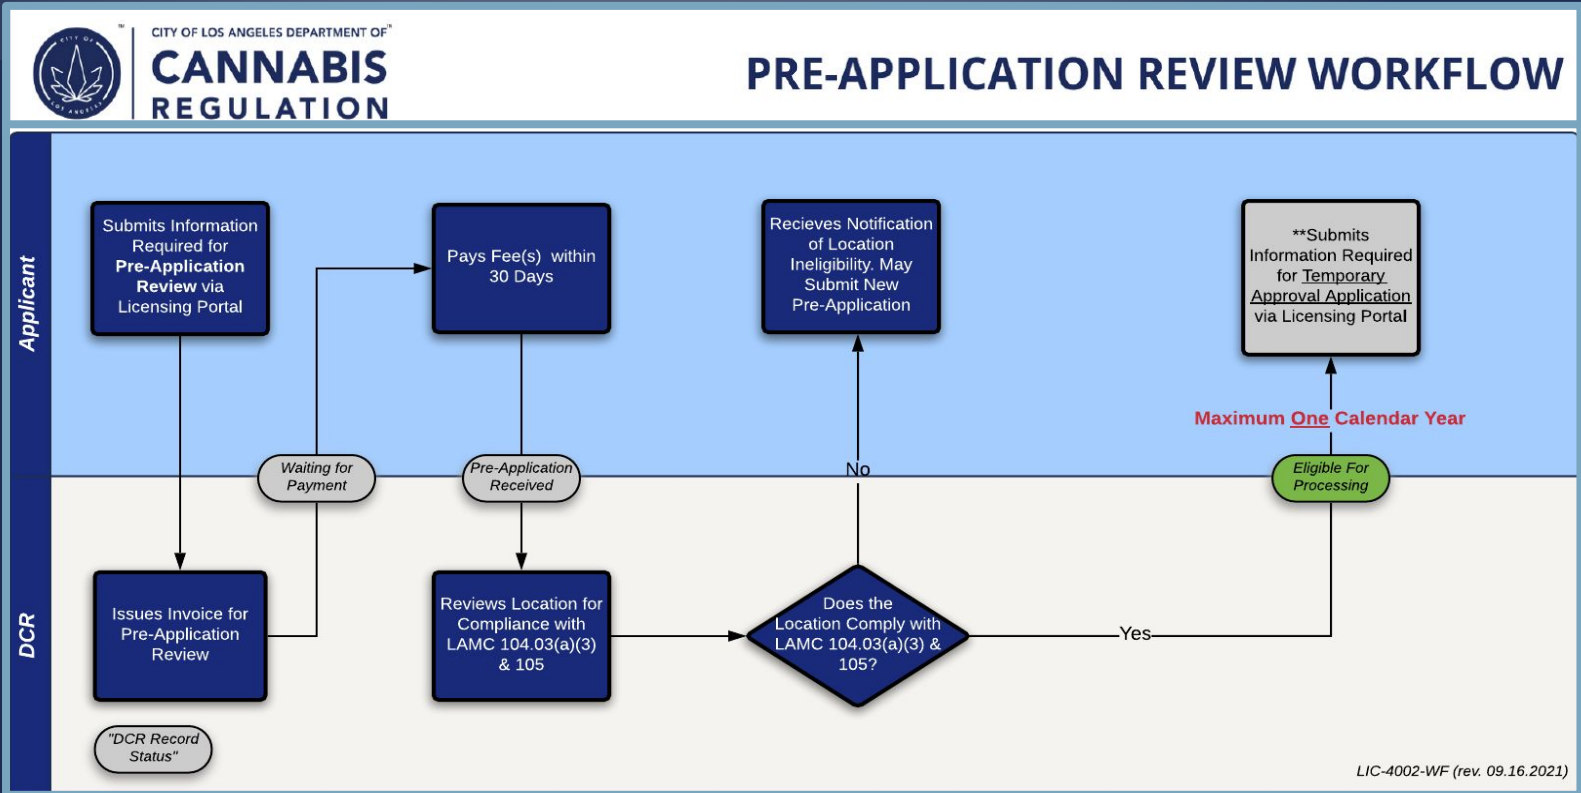 CITY OF LOS ANGELES DEPARTMENT OF™
CANNABIS
REGULATION
CITY OF
LOS ANGELES
™
PRE-APPLICATION REVIEW WORKFLOW
Applicant
Submits Information
Required for
Pre-Application
Review via
Licensing Portal
Pays Fee(s) within
30 Days
Recieves Notification
of Location
Ineligibility. May
Submit New
Pre-Application
**Submits
Information Required
for Temporary
Approval Application
via Licensing Portal
Maximum One Calendar Year
Waiting for
Payment
Pre-Application
Received
No
Eligible For
Processing
DCR
Issues Invoice for
Pre-Application
Review
Reviews Location for
Compliance with
LAMC 104.03(a)(3)
& 105
Does the
Location Comply with
LAMC 104.03(a)(3) &
105?
Yes
"DCR Record
Status"
LIC-4002-WF (rev. 09.16.2021)